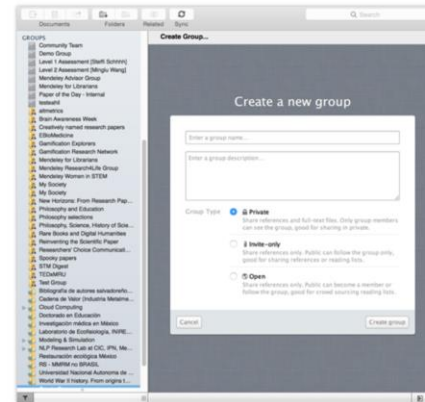 Documents
Folders
Related
Sync
Search
GROUPS
Create Group...
Community Team
Demo Group
Level 1 Assessment [Steffi Schhhn]
Level 2 Assessment [Minglu Wang]
Mendeley Advisor Group
Mendeley for Librarians
Paper of the Day - Internal
testeahil
altmetrics
Brain Awareness Week
Creatively named research papers
EBioMedicine
Gamification Explorers
Gamification Research Network
Mendeley for Librarians
Mendeley Research4Life Group
Mendeley Women in STEM
My Society
My Society
New Horizons: From Research Pap...
Philosophy and Education
Philosophy selections
Philosophy, Science, History of Scie...
Rare Books and Digital Humanities
Reinventing the Scientific Paper
Researchers' Choice Communicati...
Spooky papers
STM Digest
TEDxMRU
Test Group
Bibliografía de autores salvadoreño...
Cadena de Valor (Industria Metalme...
Cloud Computing
Doctorado en Educación
Investigación médica en México
Laboratorio de Ecofisiología, INIRE...
Modeling & Simulation
NLP Research Lab at CIC, IPN, Me...
Restauración ecológica México
RS - MMRM no BRASIL
Universidad Nacional Autonoma de ...
World War II history. From origins t...
Create a new group
Enter a group name...
Enter a group description...
Group Type
Private
Share references and full-text files. Only group members
can see the group, good for sharing in private.
Invite-only
Share references only. Public can follow the group only,
good for sharing references or reading lists.
Open
Share references only. Public can become a member or
follow the group, good for crowd sourcing reading lists.
Cancel
Create group